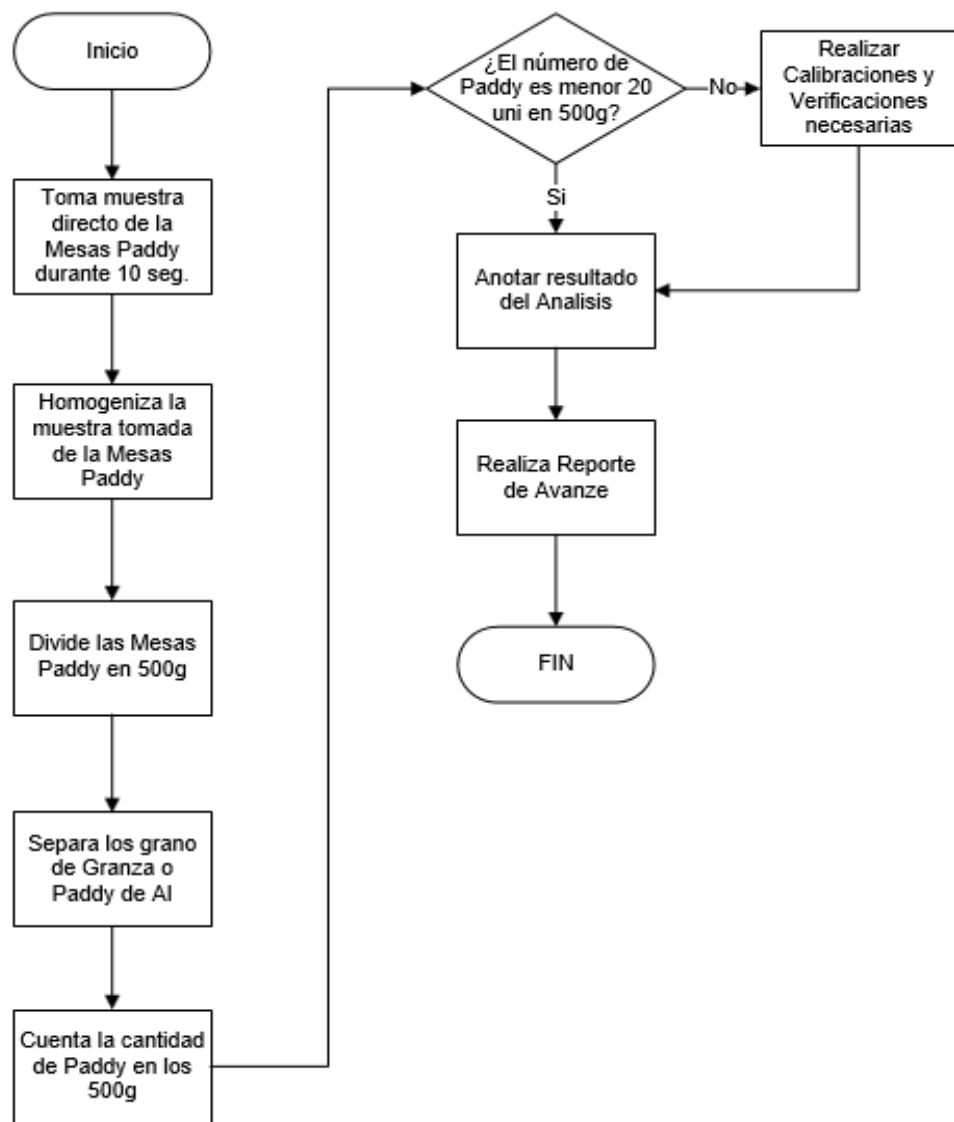 Inicio
Toma muestra
directo de la
Mesas Paddy
durante 10 seg.
Homogeniza la
muestra tomada
de la Mesas
Paddy
Divide las Mesas
Paddy en 500g
Separa los grano
de Granza o
Paddy de AI
Cuenta la cantidad
de Paddy en los
500g
¿El número de
Paddy es menor 20
uni en 500g?
No
Realizar
Calibraciones y
Verificaciones
necesarias
Si
Anotar resultado
del Analisis
Realiza Reporte
de Avanze
FIN